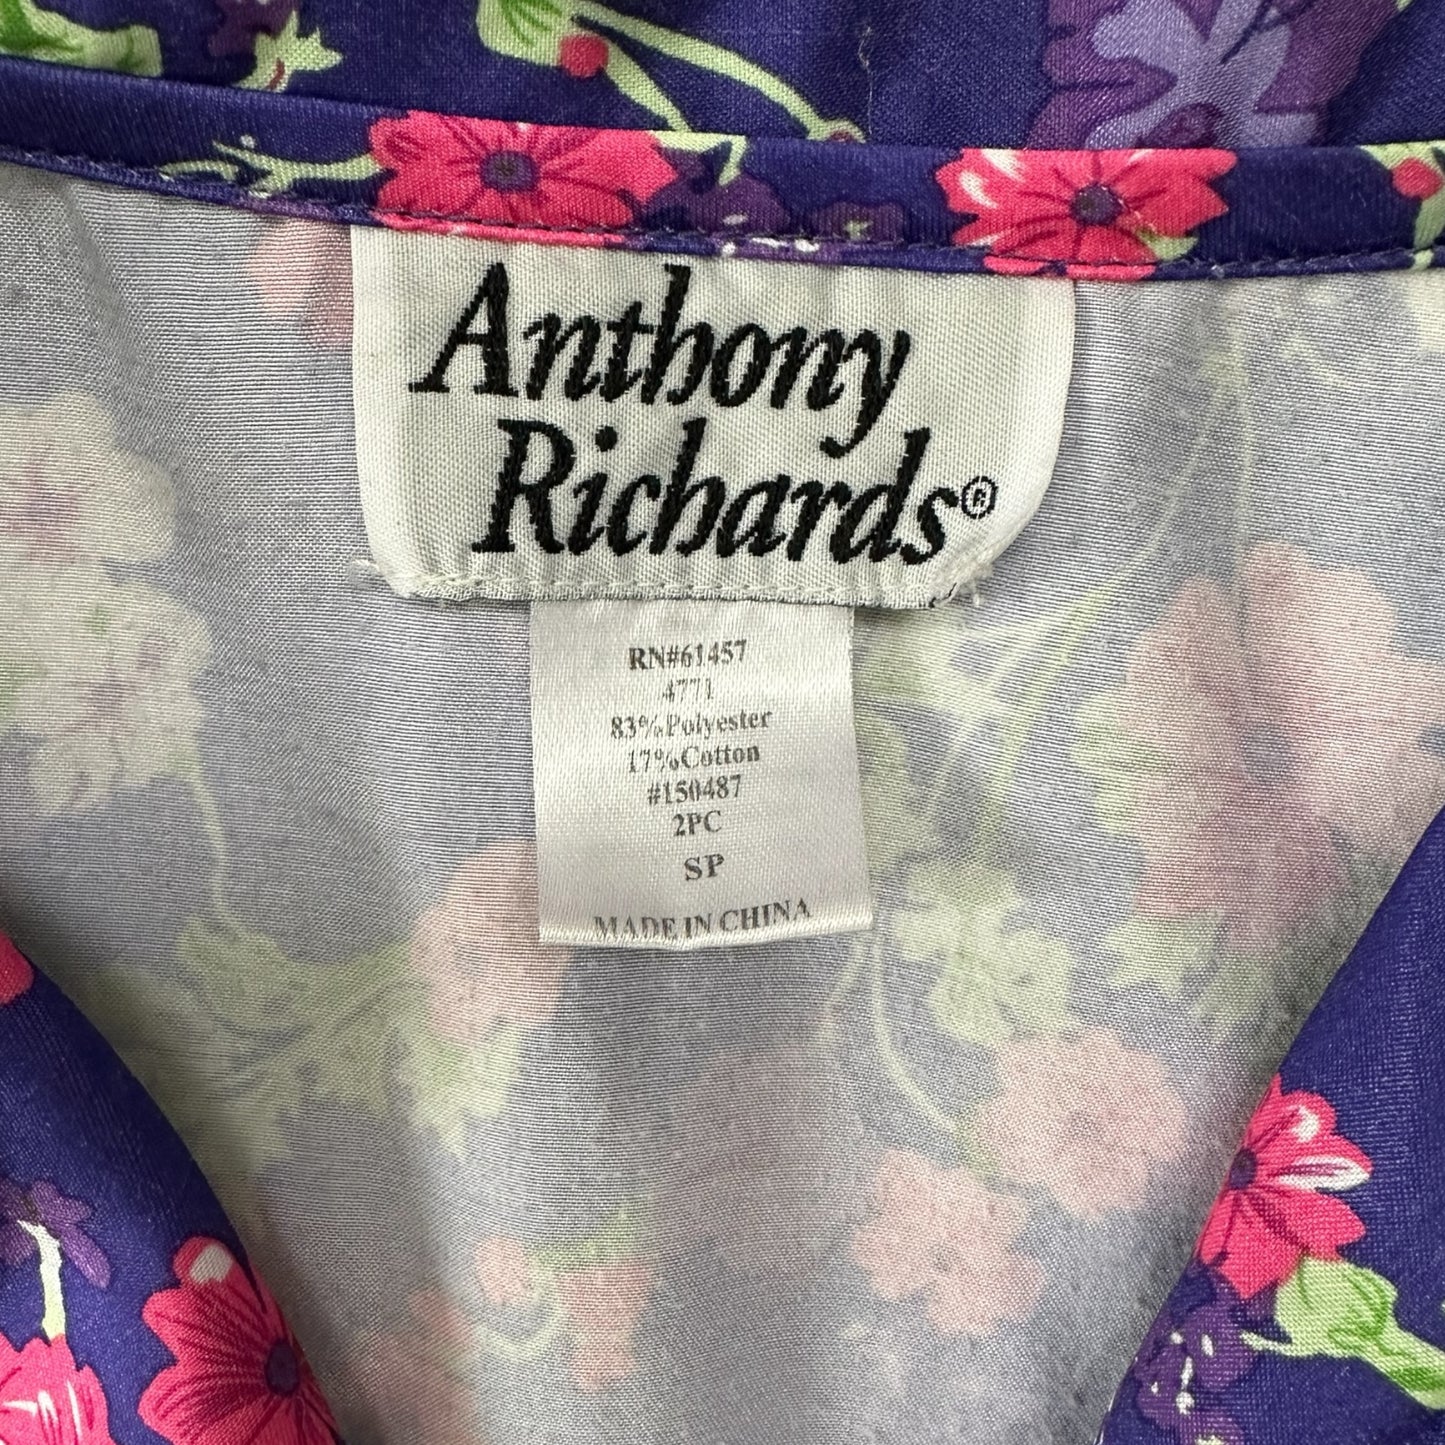 Anthony
Richards®
RN#61457
4771
83%Polyester
17%Cotton
#150487
2PC
SP
MADE IN CHINA